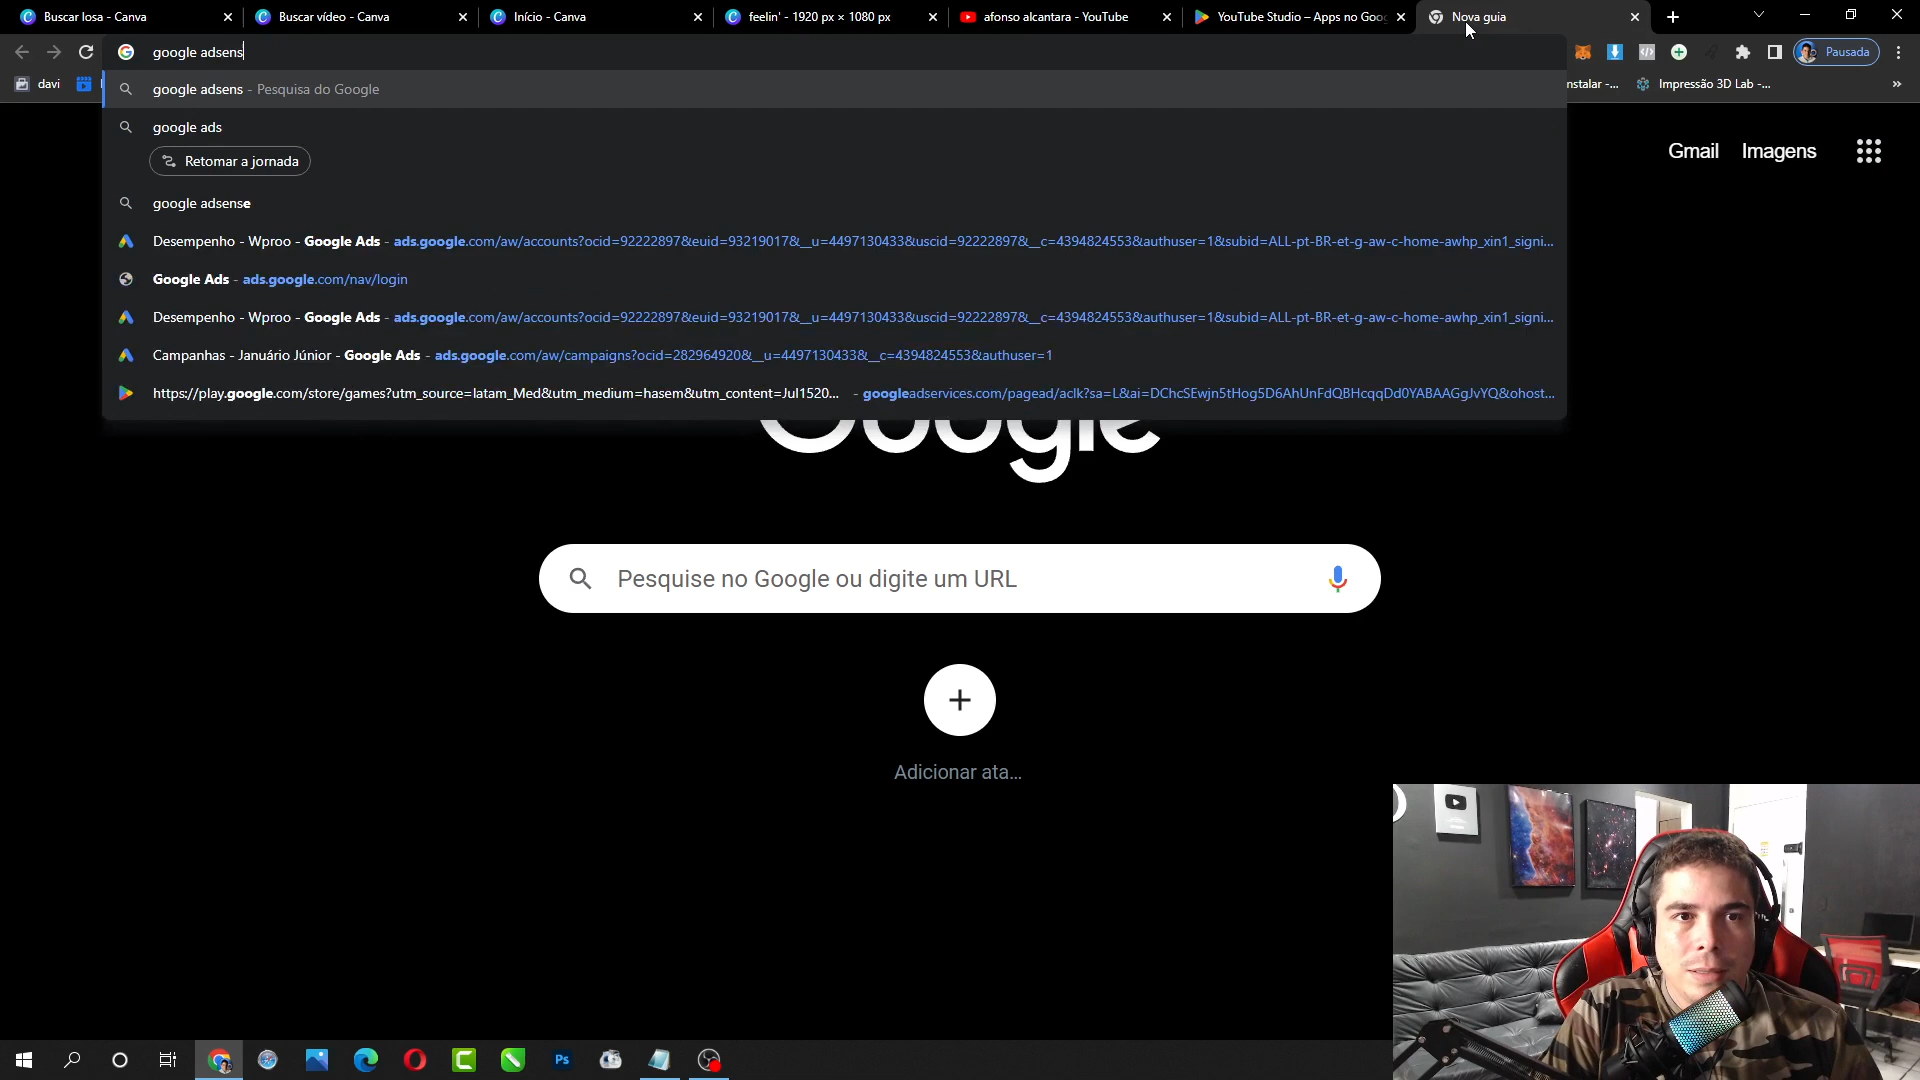 Buscar losa - Canva
Buscar vídeo - Canva
Início - Canva
feelin' - 1920 px × 1080 px
afonso alcantara - YouTube
YouTube Studio – Apps no Goog
Nova guia
google adsens
Pausada
davi
nstalar -...
Impressão 3D Lab -...
»
google adsens - Pesquisa do Google
google ads
Retomar a jornada
google adsense
Desempenho - Wproo - Google Ads - ads.google.com/aw/accounts?ocid=92222897&euid=93219017&__u=4497130433&uscid=92222897&__c=4394824553&authuser=1&subid=ALL-pt-BR-et-g-aw-c-home-awhp_xin1_signi...
Google Ads - ads.google.com/nav/login
Desempenho - Wproo - Google Ads - ads.google.com/aw/accounts?ocid=92222897&euid=93219017&__u=4497130433&uscid=92222897&__c=4394824553&authuser=1&subid=ALL-pt-BR-et-g-aw-c-home-awhp_xin1_signi...
Campanhas - Januário Júnior - Google Ads - ads.google.com/aw/campaigns?ocid=282964920&__u=4497130433&__c=4394824553&authuser=1
https://play.google.com/store/games?utm_source=latam_Med&utm_medium=hasem&utm_content=Jul1520... - googleadservices.com/pagead/aclk?sa=L&ai=DChcSEwjn5tHog5D6AhUnFdQBHcqqDd0YABAAGgJvYQ&ohost...
Gmail
Imagens
Google
Pesquise no Google ou digite um URL
Adicionar ata...
Ps